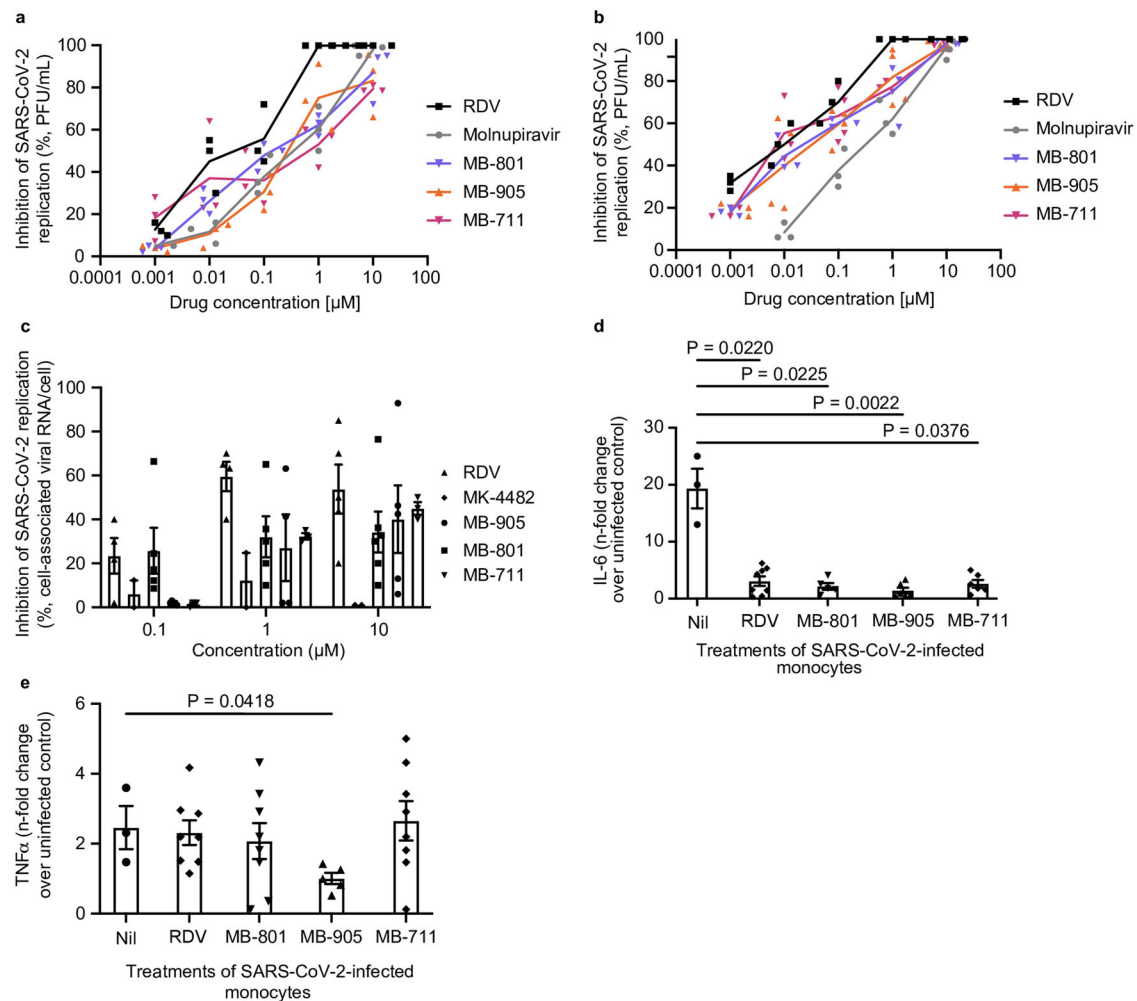 a
Inhibition of SARS-CoV-2
replication (%, PFU/mL)
100
80
60
40
20
0
0.0001 0.001 0.01 0.1 1 10 100
Drug concentration [µM]
RDV
Molnupiravir
MB-801
MB-905
MB-711
b
Inhibition of SARS-CoV-2
replication (%, PFU/mL)
100
80
60
40
20
0
0.0001 0.001 0.01 0.1 1 10 100
Drug concentration [µM]
RDV
Molnupiravir
MB-801
MB-905
MB-711
c
Inhibition of SARS-CoV-2 replication
(%, cell-associated viral RNA/cell)
100
80
60
40
20
0
0.1 1 10
Concentration (µM)
RDV
MK-4482
MB-905
MB-801
MB-711
d
P = 0.0220
P = 0.0225
P = 0.0022
P = 0.0376
IL-6 (n-fold change
over uninfected control)
30
20
10
0
Nil RDV MB-801 MB-905 MB-711
Treatments of SARS-CoV-2-infected
monocytes
e
P = 0.0418
TNFα (n-fold change
over uninfected control)
6
4
2
0
Nil RDV MB-801 MB-905 MB-711
Treatments of SARS-CoV-2-infected
monocytes